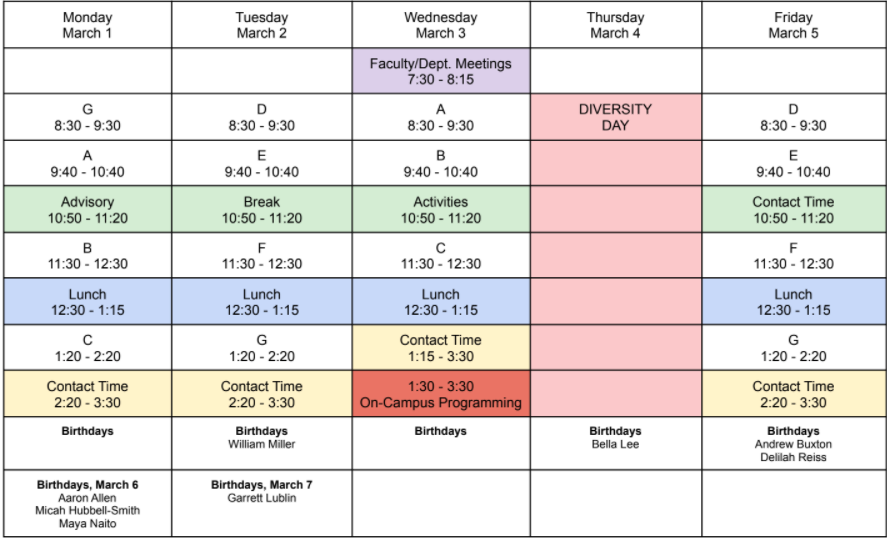 Monday
March 1
Tuesday
March 2
Wednesday
March 3
Thursday
March 4
Friday
March 5
Faculty/Dept. Meetings
7:30 - 8:15
G
8:30 - 9:30
D
8:30 - 9:30
A
8:30 - 9:30
DIVERSITY
DAY
D
8:30 - 9:30
A
9:40 - 10:40
E
9:40 - 10:40
B
9:40 - 10:40
E
9:40 - 10:40
Advisory
10:50 - 11:20
Break
10:50 - 11:20
Activities
10:50 - 11:20
Contact Time
10:50 - 11:20
B
11:30 - 12:30
F
11:30 - 12:30
C
11:30 - 12:30
F
11:30 - 12:30
Lunch
12:30 - 1:15
Lunch
12:30 - 1:15
Lunch
12:30 - 1:15
Lunch
12:30 - 1:15
C
1:20 - 2:20
G
1:20 - 2:20
Contact Time
1:15 - 3:30
G
1:20 - 2:20
Contact Time
2:20 - 3:30
Contact Time
2:20 - 3:30
1:30 - 3:30
On-Campus Programming
Contact Time
2:20 - 3:30
Birthdays
Birthdays
William Miller
Birthdays
Birthdays
Bella Lee
Birthdays
Andrew Buxton
Delilah Reiss
Birthdays, March 6
Aaron Allen
Micah Hubbell-Smith
Maya Naito
Birthdays, March 7
Garrett Lublin